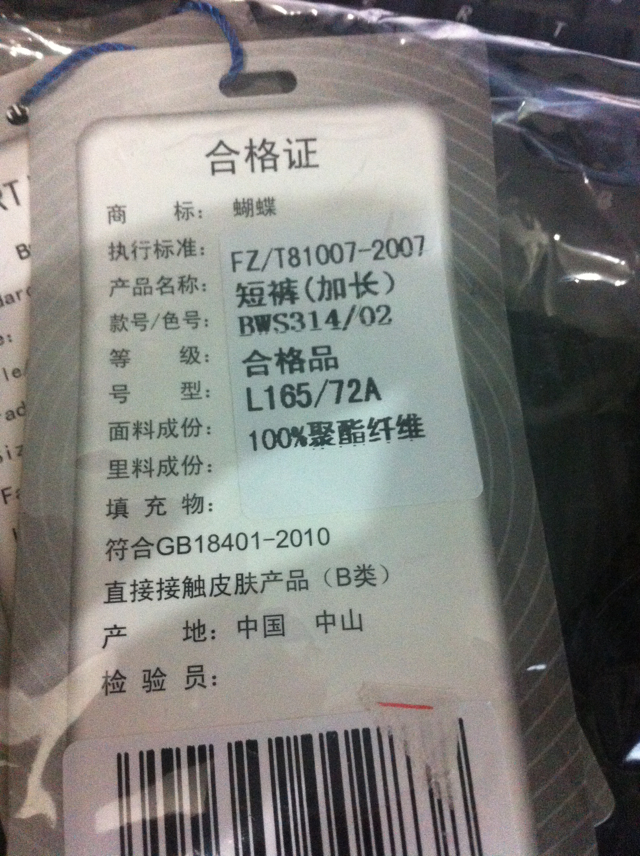 合格证
商 标: 蝴蝶
执行标准: FZ/T81007-2007
产品名称: 短裤(加长)
款号/色号: BWS314/02
等 级: 合格品
号 型: L165/72A
面料成份: 100%聚酯纤维
里料成份:
填 充 物:
符合GB18401-2010
直接接触皮肤产品（B类）
产 地: 中国 中山
检 验 员: